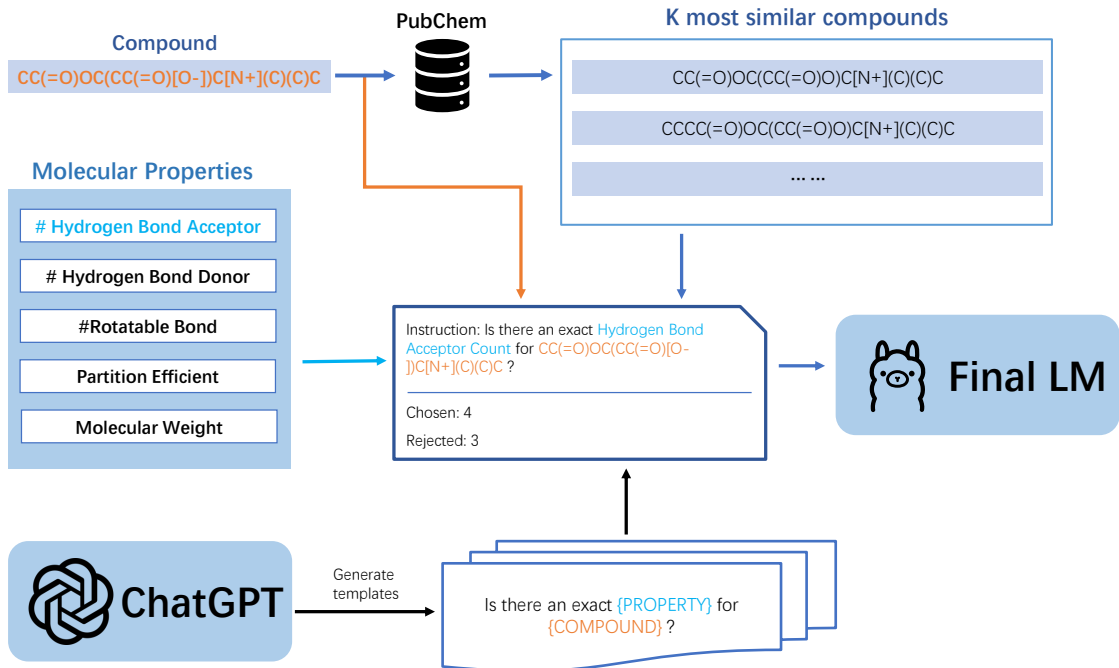 Compound
CC(=O)OC(CC(=O)[O-])C[N+](C)(C)C
PubChem
K most similar compounds
CC(=O)OC(CC(=O)O)C[N+](C)(C)C
CCCC(=O)OC(CC(=O)O)C[N+](C)(C)C
... ...
Molecular Properties
# Hydrogen Bond Acceptor
# Hydrogen Bond Donor
#Rotatable Bond
Partition Efficient
Molecular Weight
Instruction: Is there an exact Hydrogen Bond
Acceptor Count for CC(=O)OC(CC(=O)[O-
])C[N+](C)(C)C ?
Chosen: 4
Rejected: 3
Final LM
ChatGPT
Generate
templates
Is there an exact {PROPERTY} for
{COMPOUND} ?